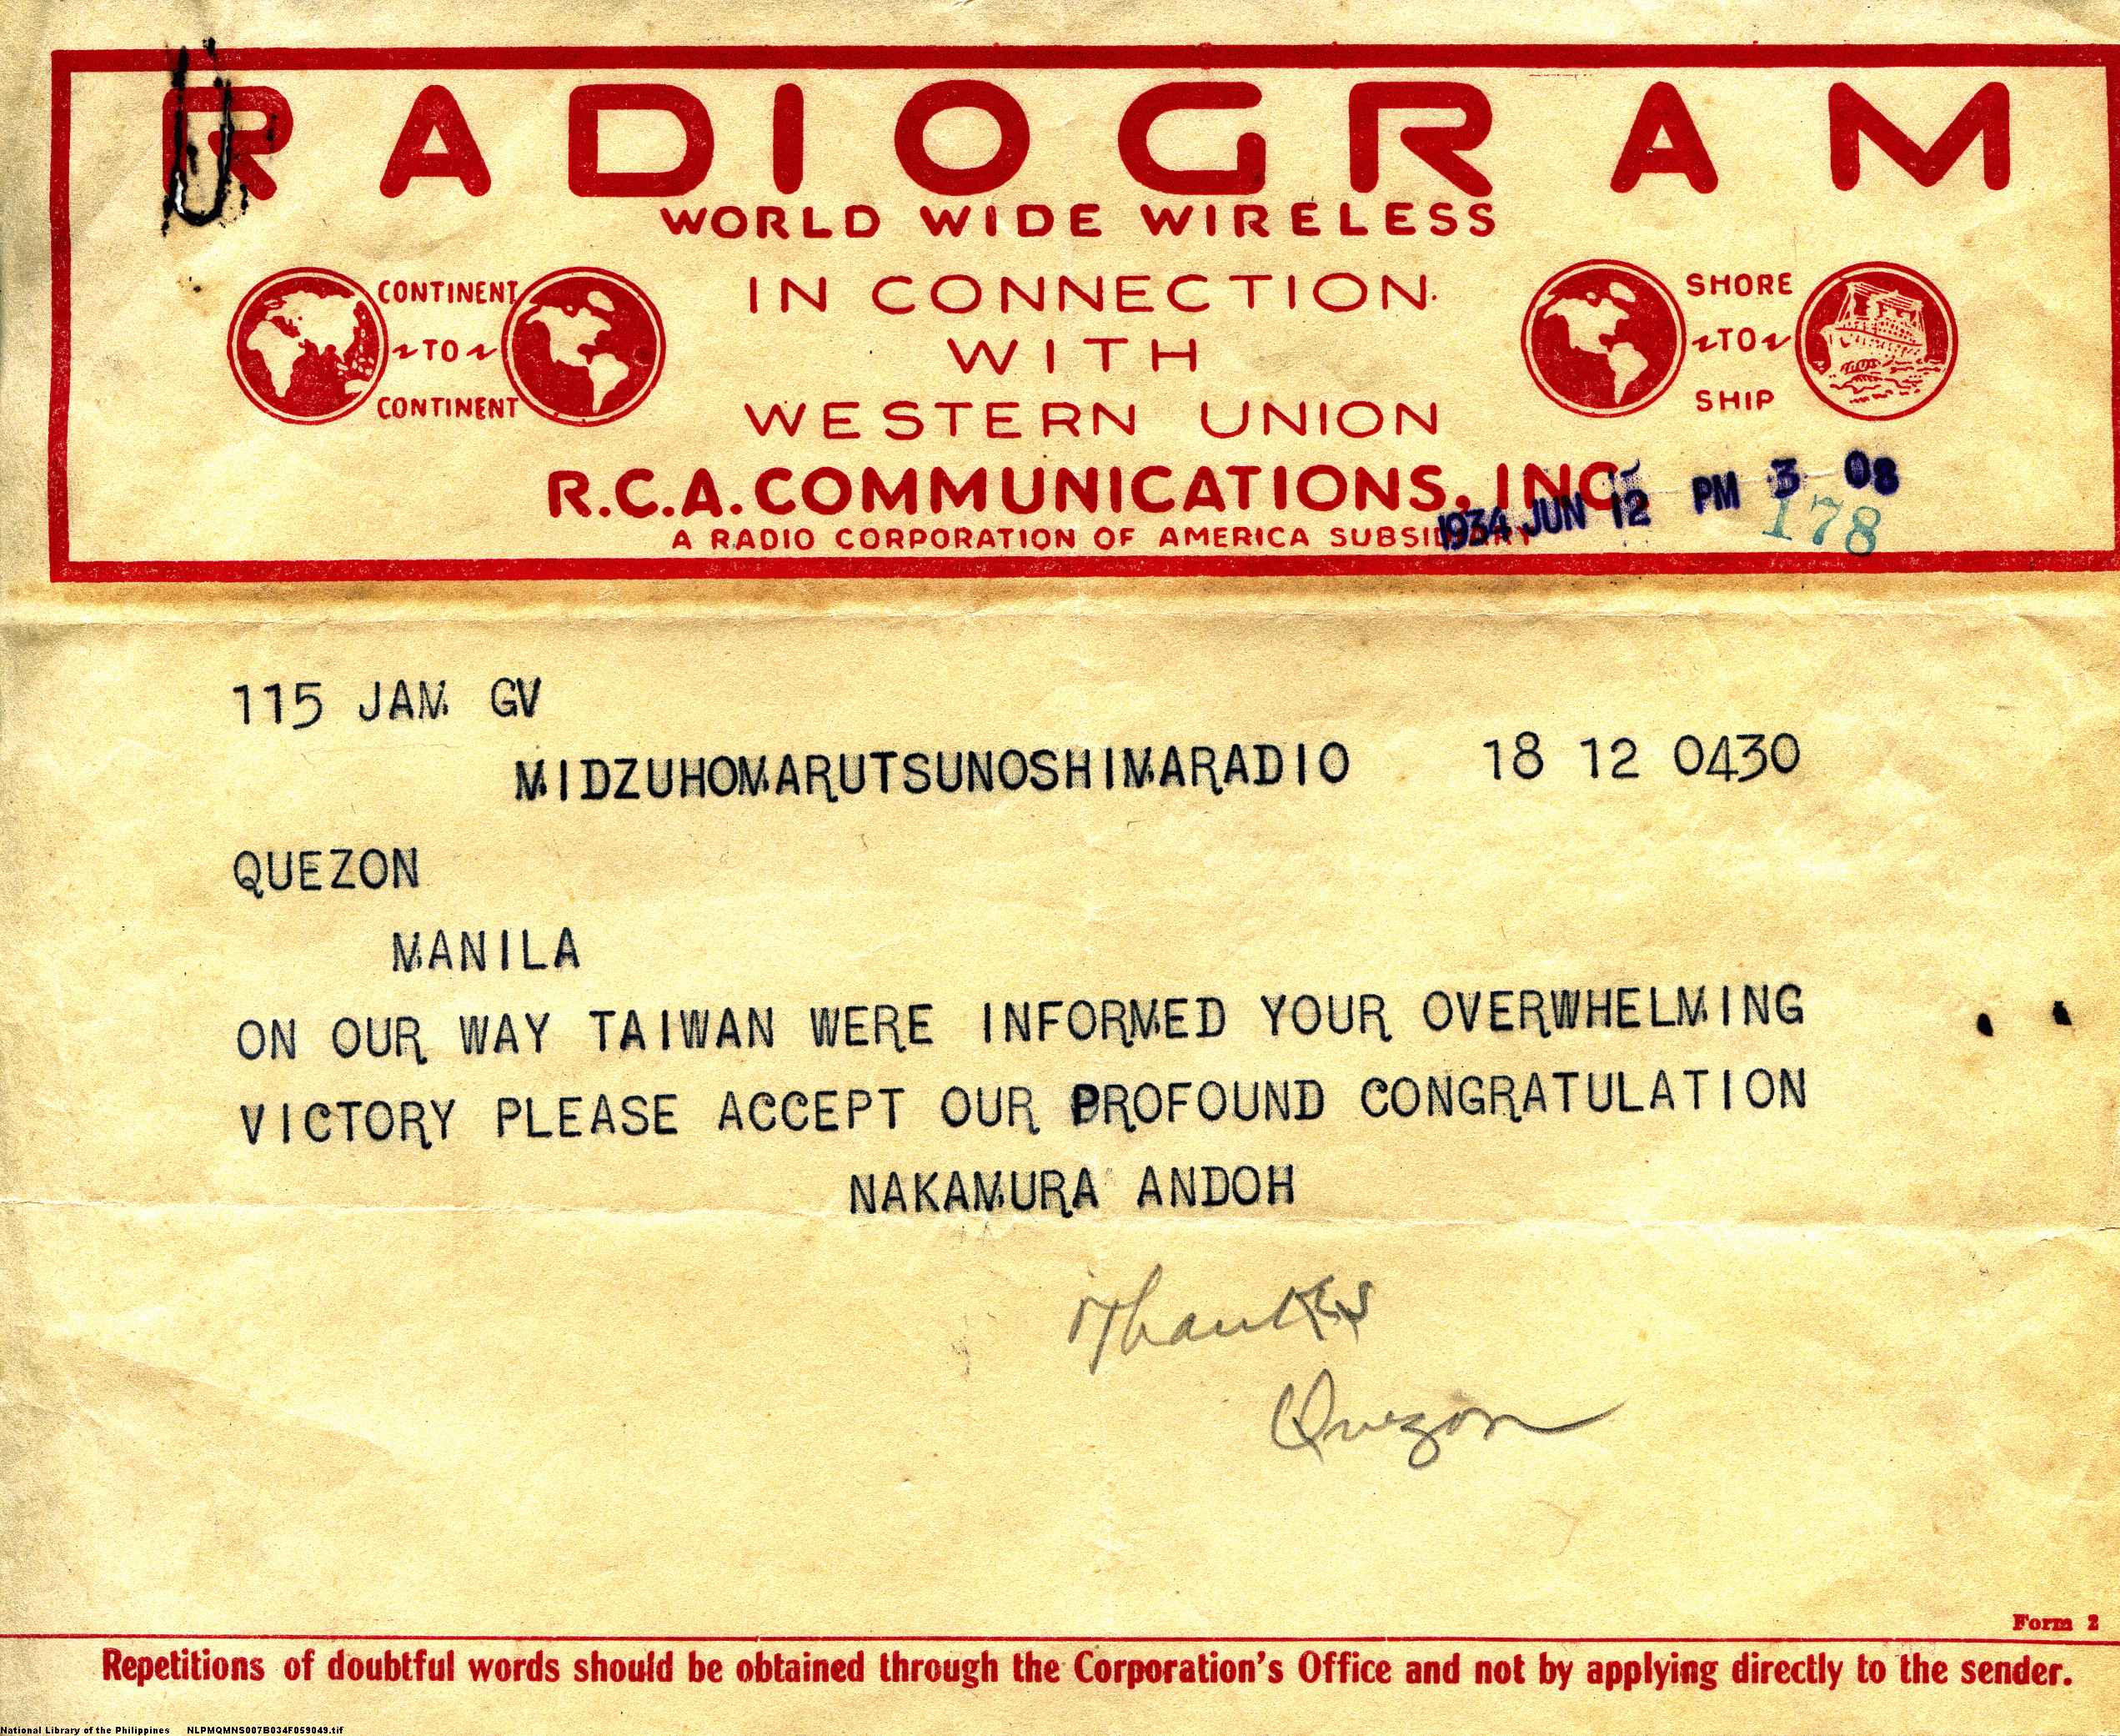 RADIOGRAM
WORLD WIDE WIRELESS
CONTINENT
TO
CONTINENT
IN CONNECTION
WITH
WESTERN UNION
SHORE
TO
SHIP
R.C.A. COMMUNICATIONS, INC.
A RADIO CORPORATION OF AMERICA SUBSIDIARY
1934 JUN 12 PM 3 08
178
115 JAM GV
MIDZUHOMARUTSUNOSHIMARADIO 18 12 0430
QUEZON
MANILA
ON OUR WAY TAIWAN WERE INFORMED YOUR OVERWHELMING
VICTORY PLEASE ACCEPT OUR PROFOUND CONGRATULATION
NAKAMURA ANDOH
Thanks
Quezon
Form 2
Repetitions of doubtful words should be obtained through the Corporation's Office and not by applying directly to the sender.
National Library of the Philippines NLPMQMNS007B034F059049.tif